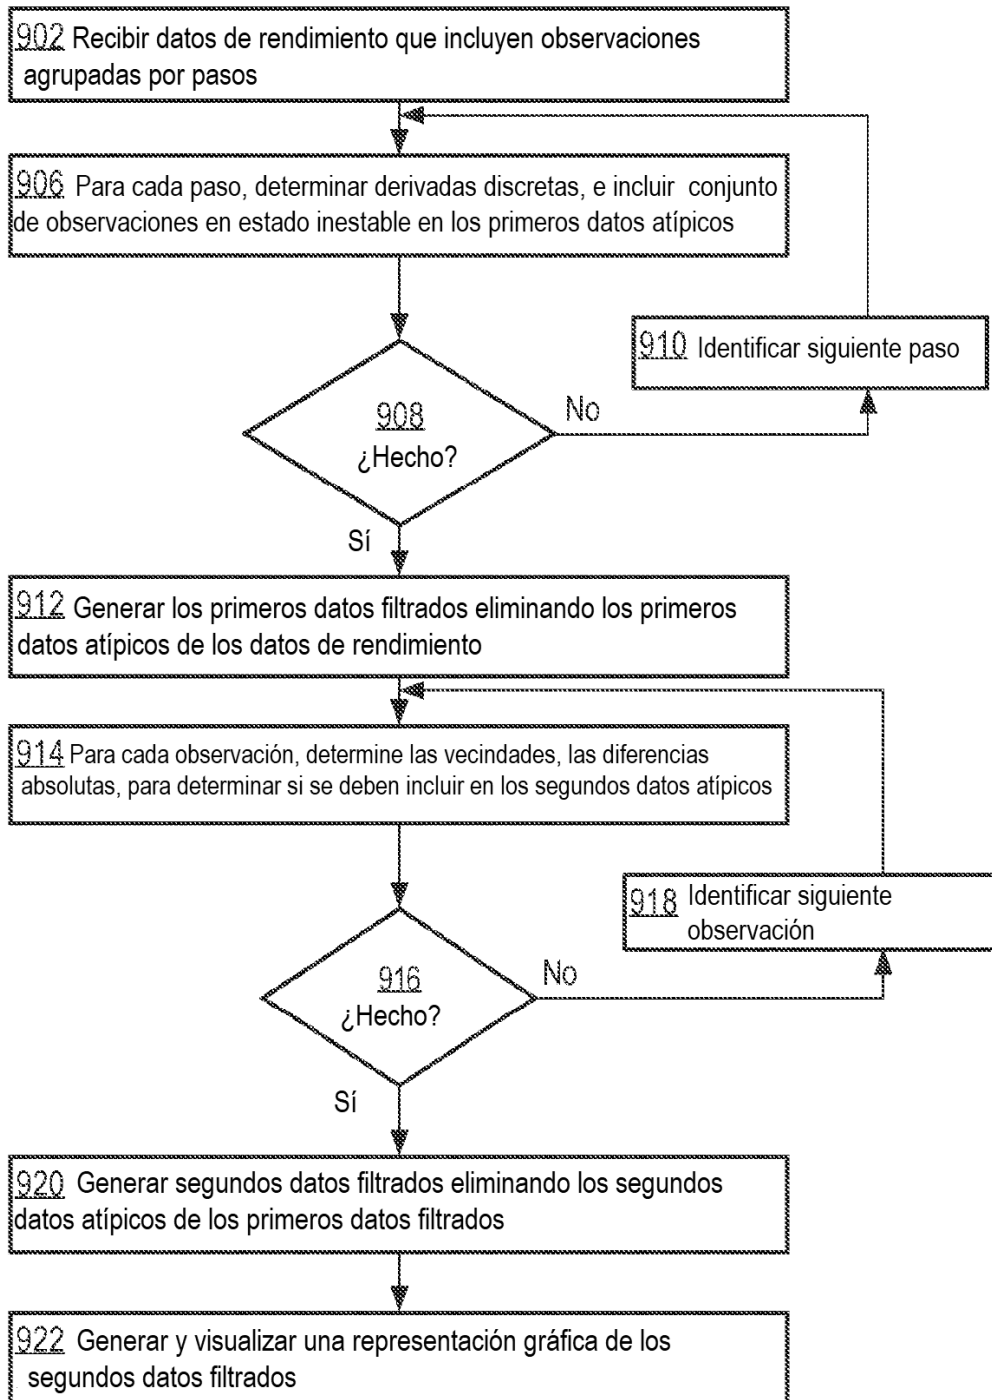 902 Recibir datos de rendimiento que incluyen observaciones
agrupadas por pasos
906 Para cada paso, determinar derivadas discretas, e incluir conjunto
de observaciones en estado inestable en los primeros datos atípicos
910 Identificar siguiente paso
908
¿Hecho?
No
Sí
912 Generar los primeros datos filtrados eliminando los primeros
datos atípicos de los datos de rendimiento
914 Para cada observación, determine las vecindades, las diferencias
absolutas, para determinar si se deben incluir en los segundos datos atípicos
918 Identificar siguiente
observación
916
¿Hecho?
No
Sí
920 Generar segundos datos filtrados eliminando los segundos
datos atípicos de los primeros datos filtrados
922 Generar y visualizar una representación gráfica de los
segundos datos filtrados